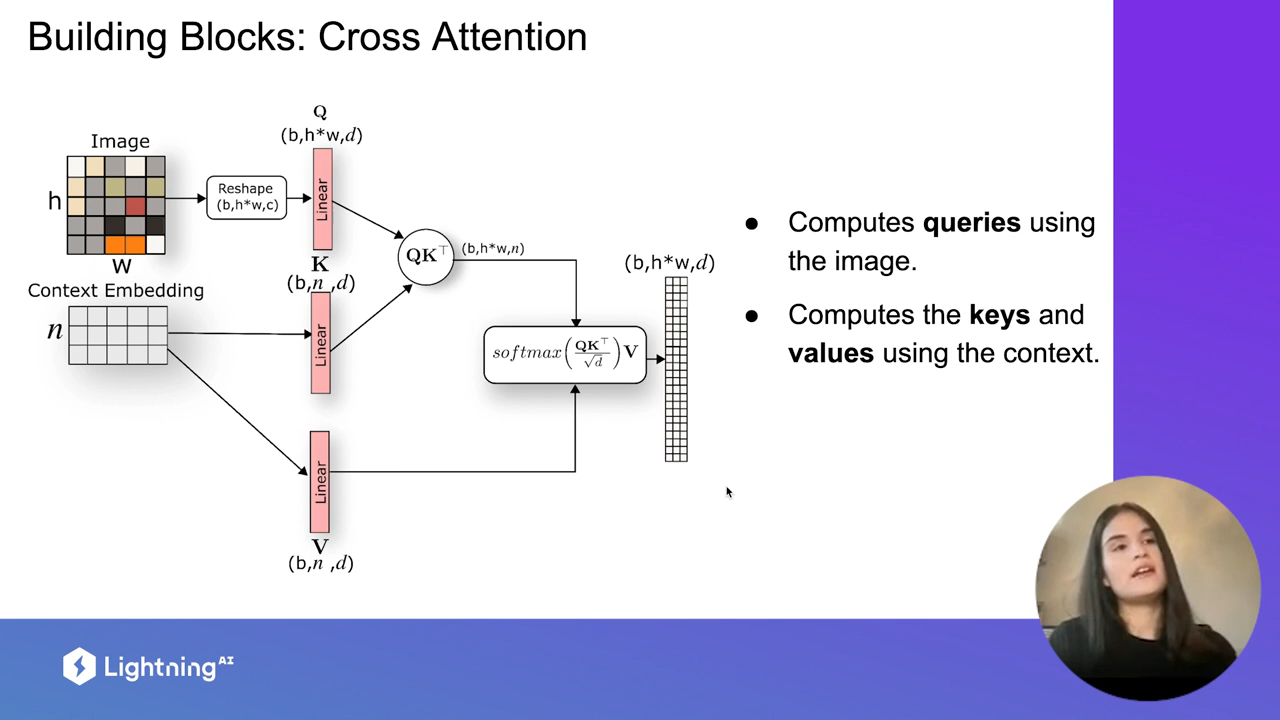 Building Blocks: Cross Attention
Q
(b,h*w,d)
Image
h
w
Reshape
(b,h*w,c)
Linear
K
(b,n ,d)
QK⊤
(b,h*w,n)
Context Embedding
n
Linear
softmax(QK⊤/√d)V
(b,h*w,d)
Linear
V
(b,n ,d)
● Computes queries using
the image.
● Computes the keys and
values using the context.
Lightning AI